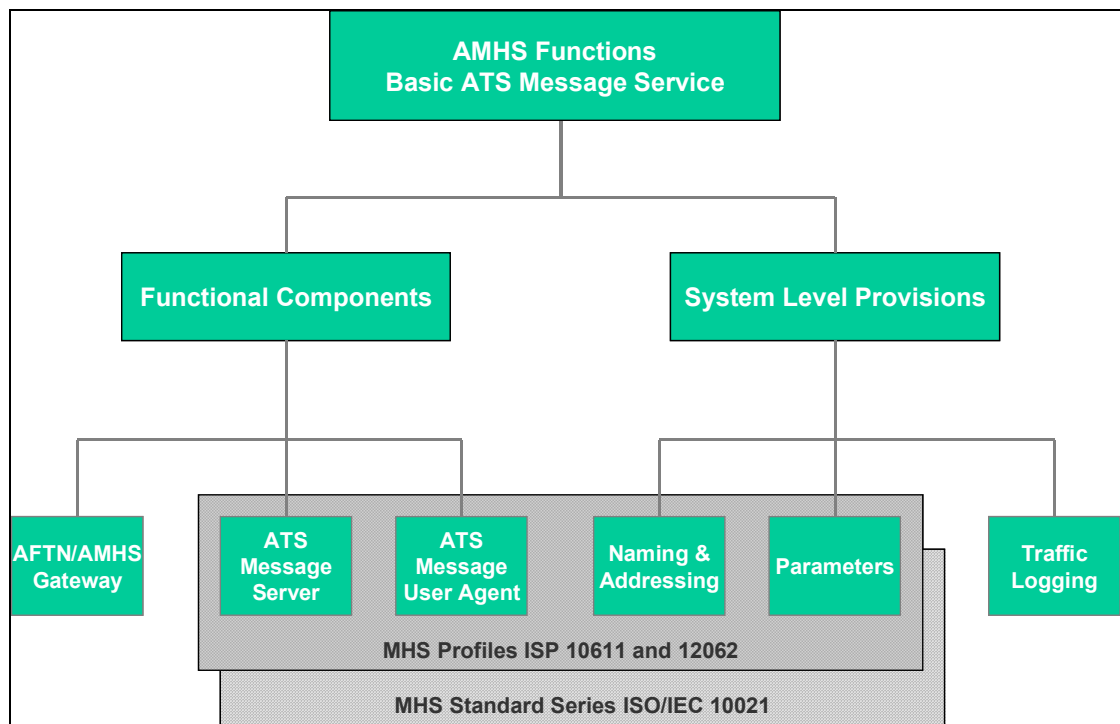 AMHS Functions
Basic ATS Message Service
Functional Components
System Level Provisions
AFTN/AMHS
Gateway
ATS
Message
Server
ATS
Message
User Agent
Naming &
Addressing
Parameters
Traffic
Logging
MHS Profiles ISP 10611 and 12062
MHS Standard Series ISO/IEC 10021